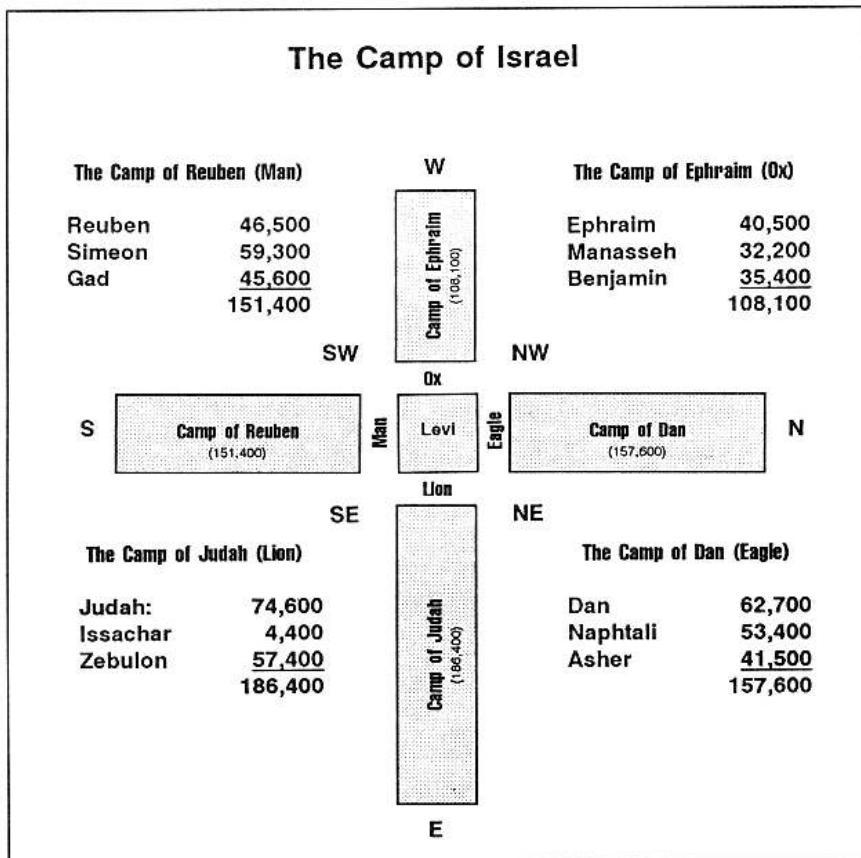 The Camp of Israel
W
The Camp of Reuben (Man)
Reuben 46,500
Simeon 59,300
Gad 45,600
151,400
The Camp of Ephraim (Ox)
Ephraim 40,500
Manasseh 32,200
Benjamin 35,400
108,100
Camp of Ephraim
(108,100)
SW
NW
Ox
S
Camp of Reuben
(151,400)
Man
Levi
Eagle
Camp of Dan
(157,600)
N
Lion
SE
NE
The Camp of Judah (Lion)
Judah: 74,600
Issachar 4,400
Zebulon 57,400
186,400
Camp of Judah
(186,400)
The Camp of Dan (Eagle)
Dan 62,700
Naphtali 53,400
Asher 41,500
157,600
E